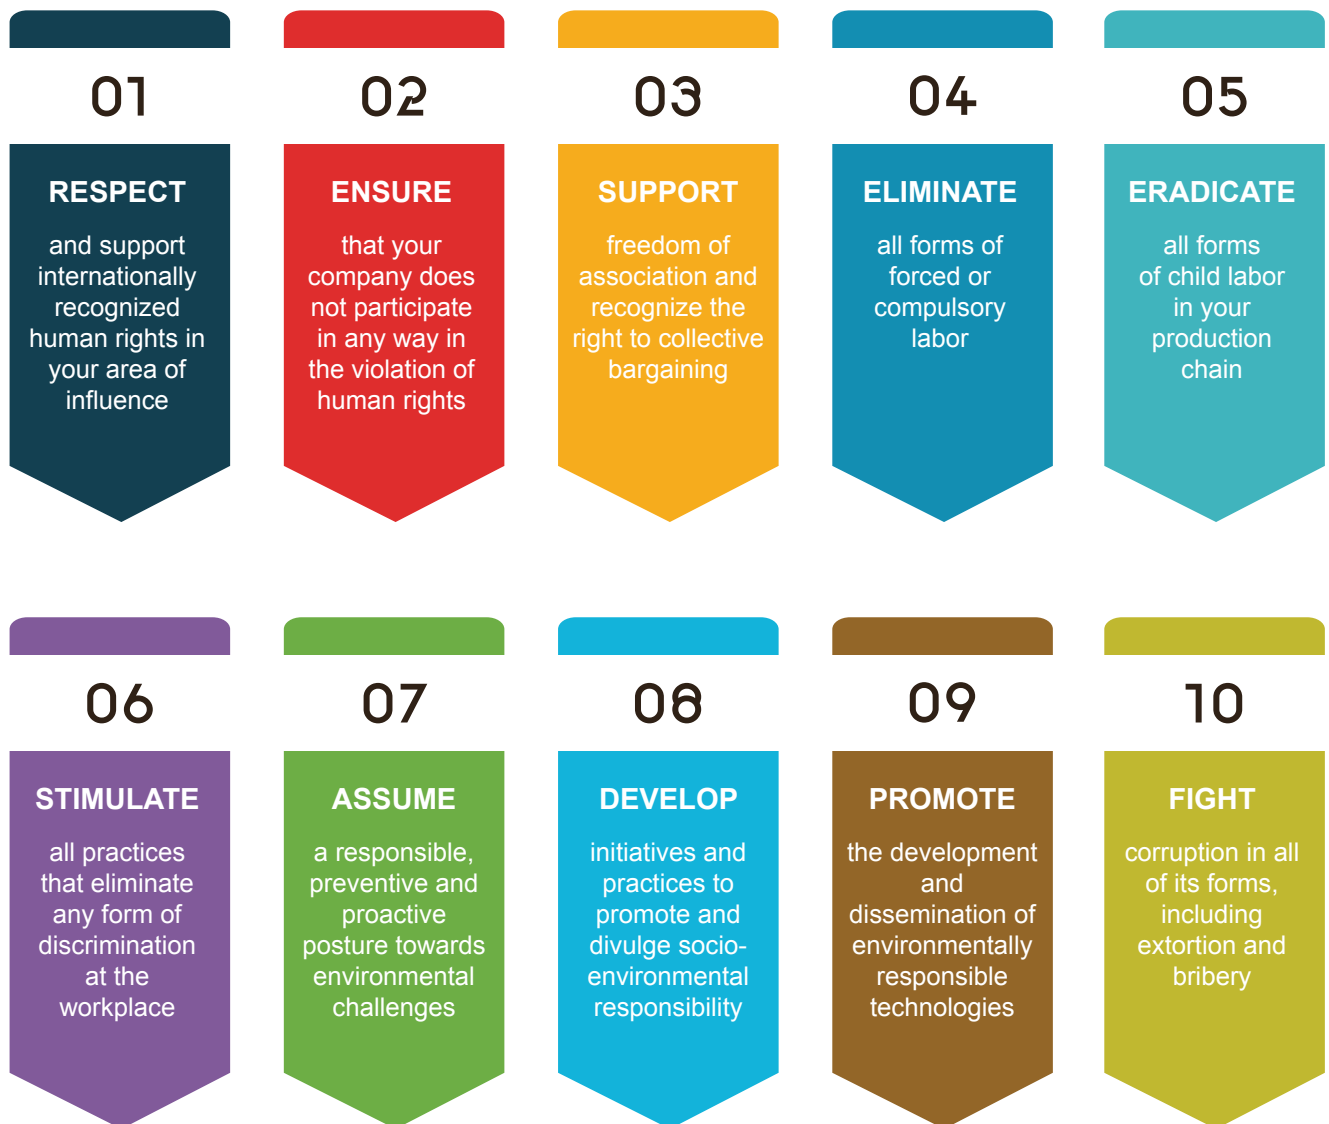 01
RESPECT
and support
internationally
recognized
human rights in
your area of
influence
02
ENSURE
that your
company does
not participate
in any way in
the violation of
human rights
03
SUPPORT
freedom of
association and
recognize the
right to collective
bargaining
04
ELIMINATE
all forms of
forced or
compulsory
labor
05
ERADICATE
all forms
of child labor
in your
production
chain
06
STIMULATE
all practices
that eliminate
any form of
discrimination
at the
workplace
07
ASSUME
a responsible,
preventive and
proactive
posture towards
environmental
challenges
08
DEVELOP
initiatives and
practices to
promote and
divulge socio-
environmental
responsibility
09
PROMOTE
the development
and
dissemination of
environmentally
responsible
technologies
10
FIGHT
corruption in all
of its forms,
including
extortion and
bribery